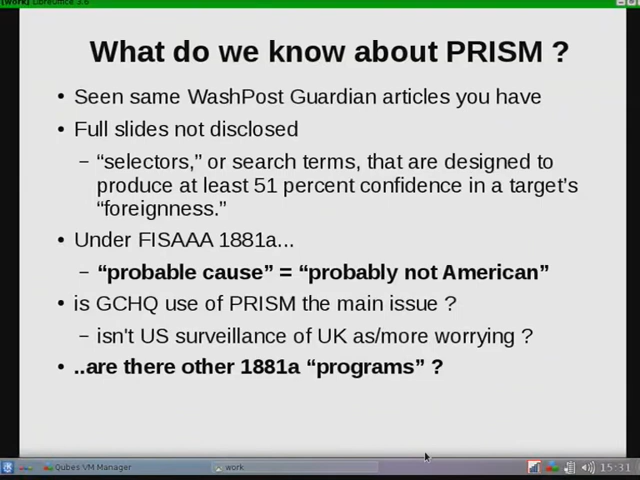 (work) LibreOffice 3.6
What do we know about PRISM ?
• Seen same WashPost Guardian articles you have
• Full slides not disclosed
– “selectors,” or search terms, that are designed to
produce at least 51 percent confidence in a target's
“foreignness.”
• Under FISAAA 1881a...
– “probable cause” = “probably not American”
• is GCHQ use of PRISM the main issue ?
– isn't US surveillance of UK as/more worrying ?
• ..are there other 1881a “programs” ?
Qubes VM Manager
work
15:31